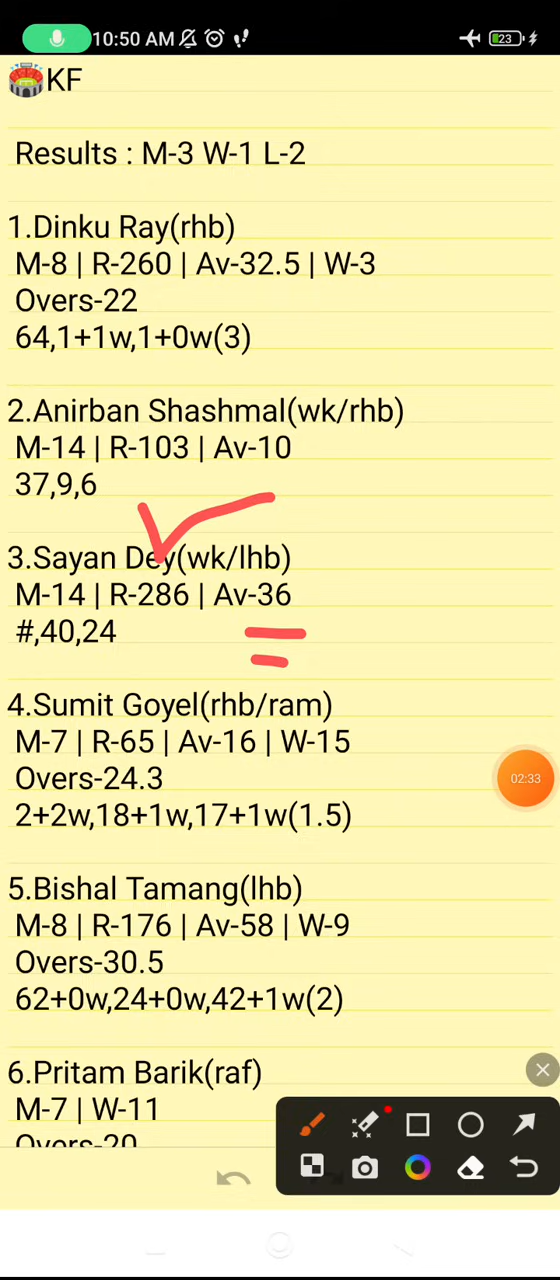 10:50 AM
23
KF
Results : M-3 W-1 L-2
1.Dinku Ray(rhb)
M-8 | R-260 | Av-32.5 | W-3
Overs-22
64,1+1w,1+0w(3)
2.Anirban Shashmal(wk/rhb)
M-14 | R-103 | Av-10
37,9,6
3.Sayan Dey(wk/lhb)
M-14 | R-286 | Av-36
#,40,24
4.Sumit Goyel(rhb/ram)
M-7 | R-65 | Av-16 | W-15
Overs-24.3
02:33
2+2w,18+1w,17+1w(1.5)
5.Bishal Tamang(lhb)
M-8 | R-176 | Av-58 | W-9
Overs-30.5
62+0w,24+0w,42+1w(2)
6.Pritam Barik(raf)
M-7 | W-11
Overs-20